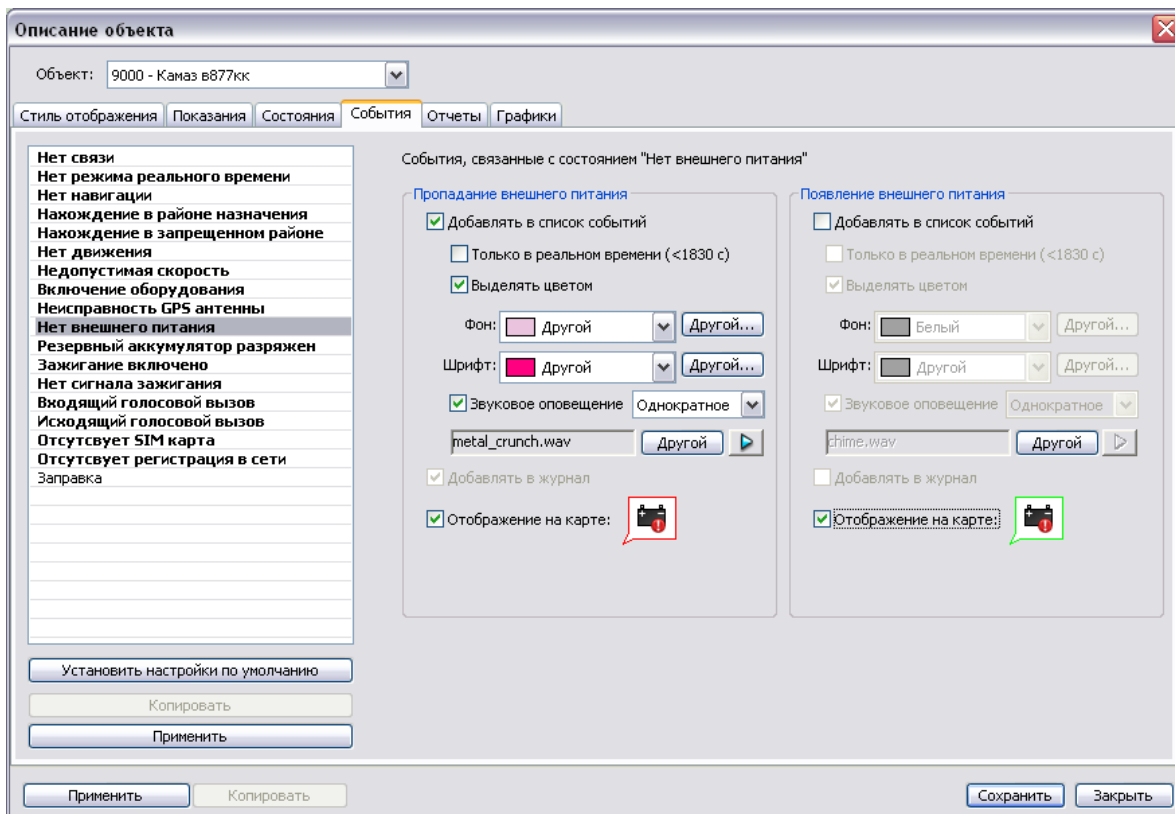 Описание объекта
Объект: 9000 - Камаз в877кк
Стиль отображения Показания Состояния События Отчеты Графики
Нет связи
Нет режима реального времени
Нет навигации
Нахождение в районе назначения
Нахождение в запрещенном районе
Нет движения
Недопустимая скорость
Включение оборудования
Неисправность GPS антенны
Нет внешнего питания
Резервный аккумулятор разряжен
Зажигание включено
Нет сигнала зажигания
Входящий голосовой вызов
Исходящий голосовой вызов
Отсутсвует SIM карта
Отсутсвует регистрация в сети
Заправка
Установить настройки по умолчанию
Копировать
Применить
События, связанные с состоянием "Нет внешнего питания"
Пропадание внешнего питания
Добавлять в список событий
Только в реальном времени (<1830 с)
Выделять цветом
Фон: Другой Другой...
Шрифт: Другой Другой...
Звуковое оповещение Однократное
metal_crunch.wav Другой
Добавлять в журнал
Отображение на карте:
Появление внешнего питания
Добавлять в список событий
Только в реальном времени (<1830 с)
Выделять цветом
Фон: Белый Другой...
Шрифт: Другой Другой...
Звуковое оповещение Однократное
chime.wav Другой
Добавлять в журнал
Отображение на карте:
Применить Копировать Сохранить Закрыть